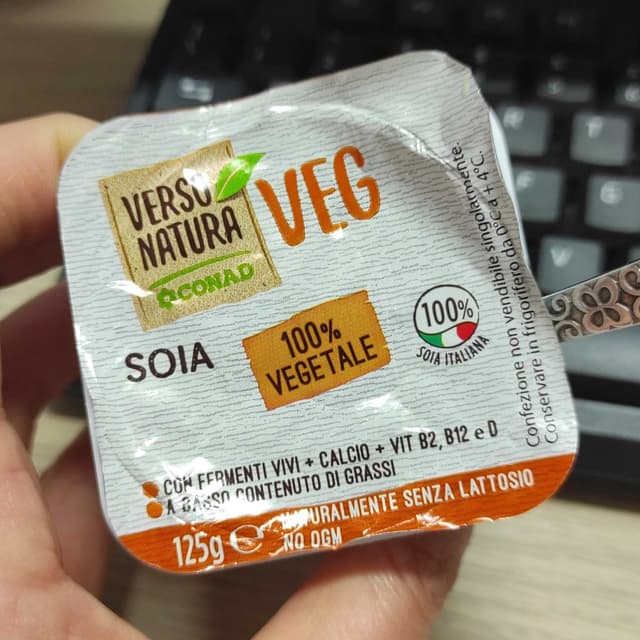 VERSO
NATURA
CONAD
VEG
SOIA
100%
VEGETALE
100%
SOIA ITALIANA
CON FERMENTI VIVI + CALCIO + VIT B2, B12 e D
A BASSO CONTENUTO DI GRASSI
125g
NATURALMENTE SENZA LATTOSIO
NO OGM
Confezione non vendibile singolarmente.
Conservare in frigorifero da 0°C a + 4°C.
R
T
F